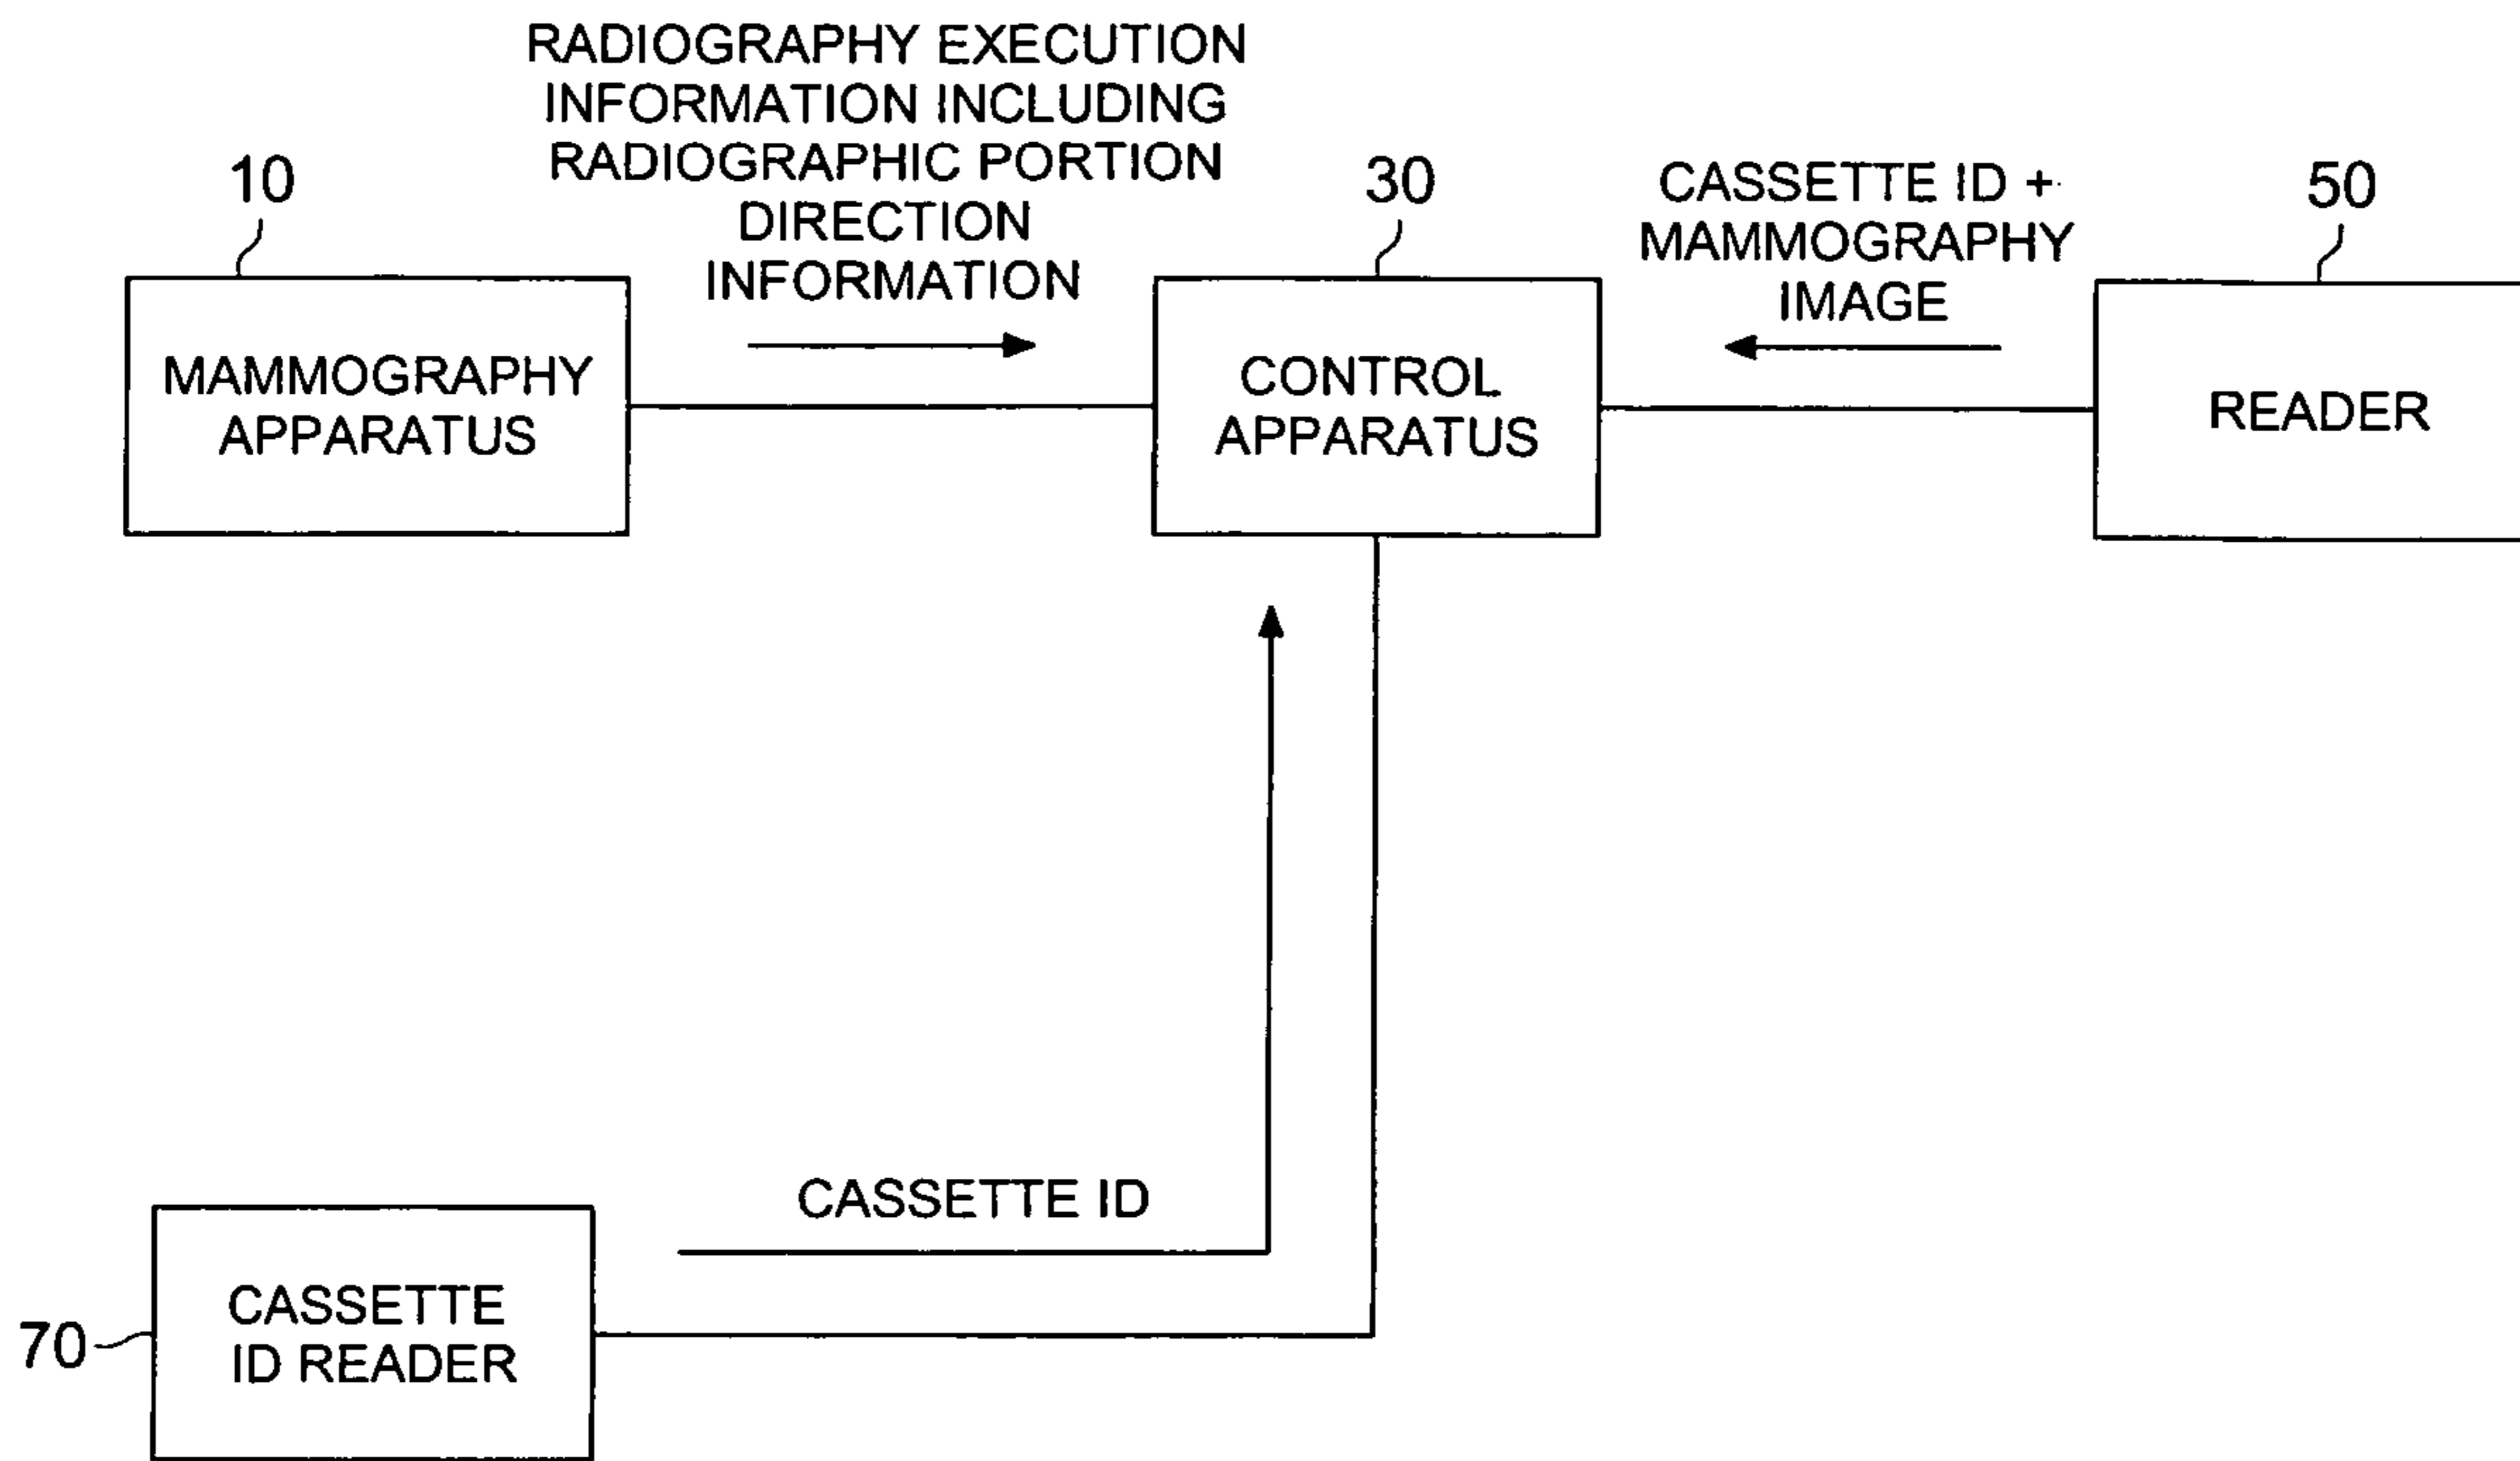 RADIOGRAPHY EXECUTION
INFORMATION INCLUDING
RADIOGRAPHIC PORTION
DIRECTION
INFORMATION
10
MAMMOGRAPHY
APPARATUS
30
CONTROL
APPARATUS
CASSETTE ID +
MAMMOGRAPHY
IMAGE
50
READER
CASSETTE ID
70
CASSETTE
ID READER